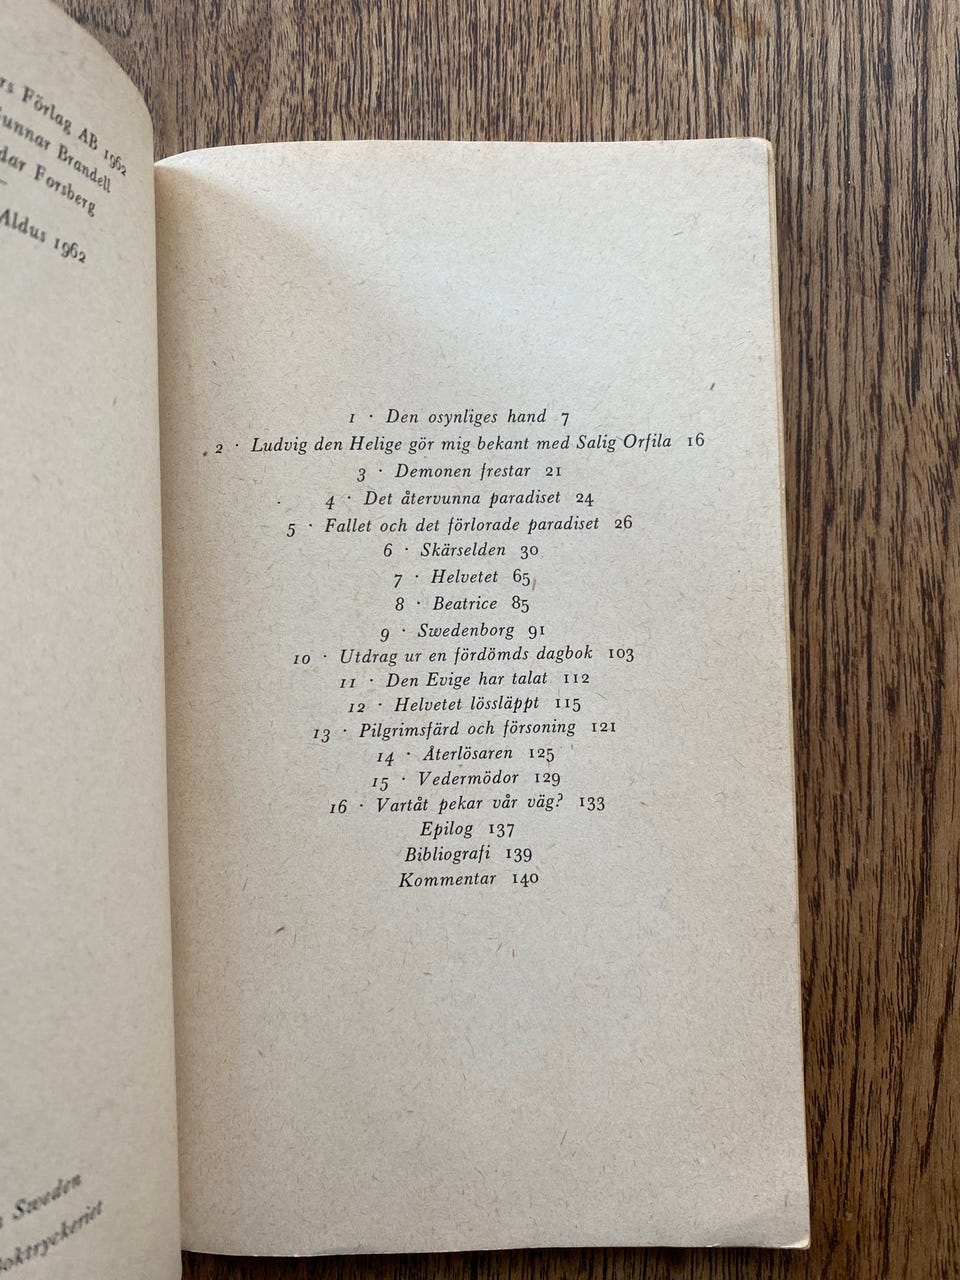 Förlag AB 1962
Gunnar Brandell
Forsberg
Aldus 1962
Sweden
1 · Den osynliges hand 7
2 · Ludvig den Helige gör mig bekant med Salig Orfila 16
3 · Demonen frestar 21
4 · Det återvunna paradiset 24
5 · Fallet och det förlorade paradiset 26
6 · Skärselden 30
7 · Helvetet 65
8 · Beatrice 85
9 · Swedenborg 91
10 · Utdrag ur en fördömds dagbok 103
11 · Den Evige har talat 112
12 · Helvetet lössläppt 115
13 · Pilgrimsfärd och försoning 121
14 · Återlösaren 125
15 · Vedermödor 129
16 · Vartåt pekar vår väg? 133
Epilog 137
Bibliografi 139
Kommentar 140